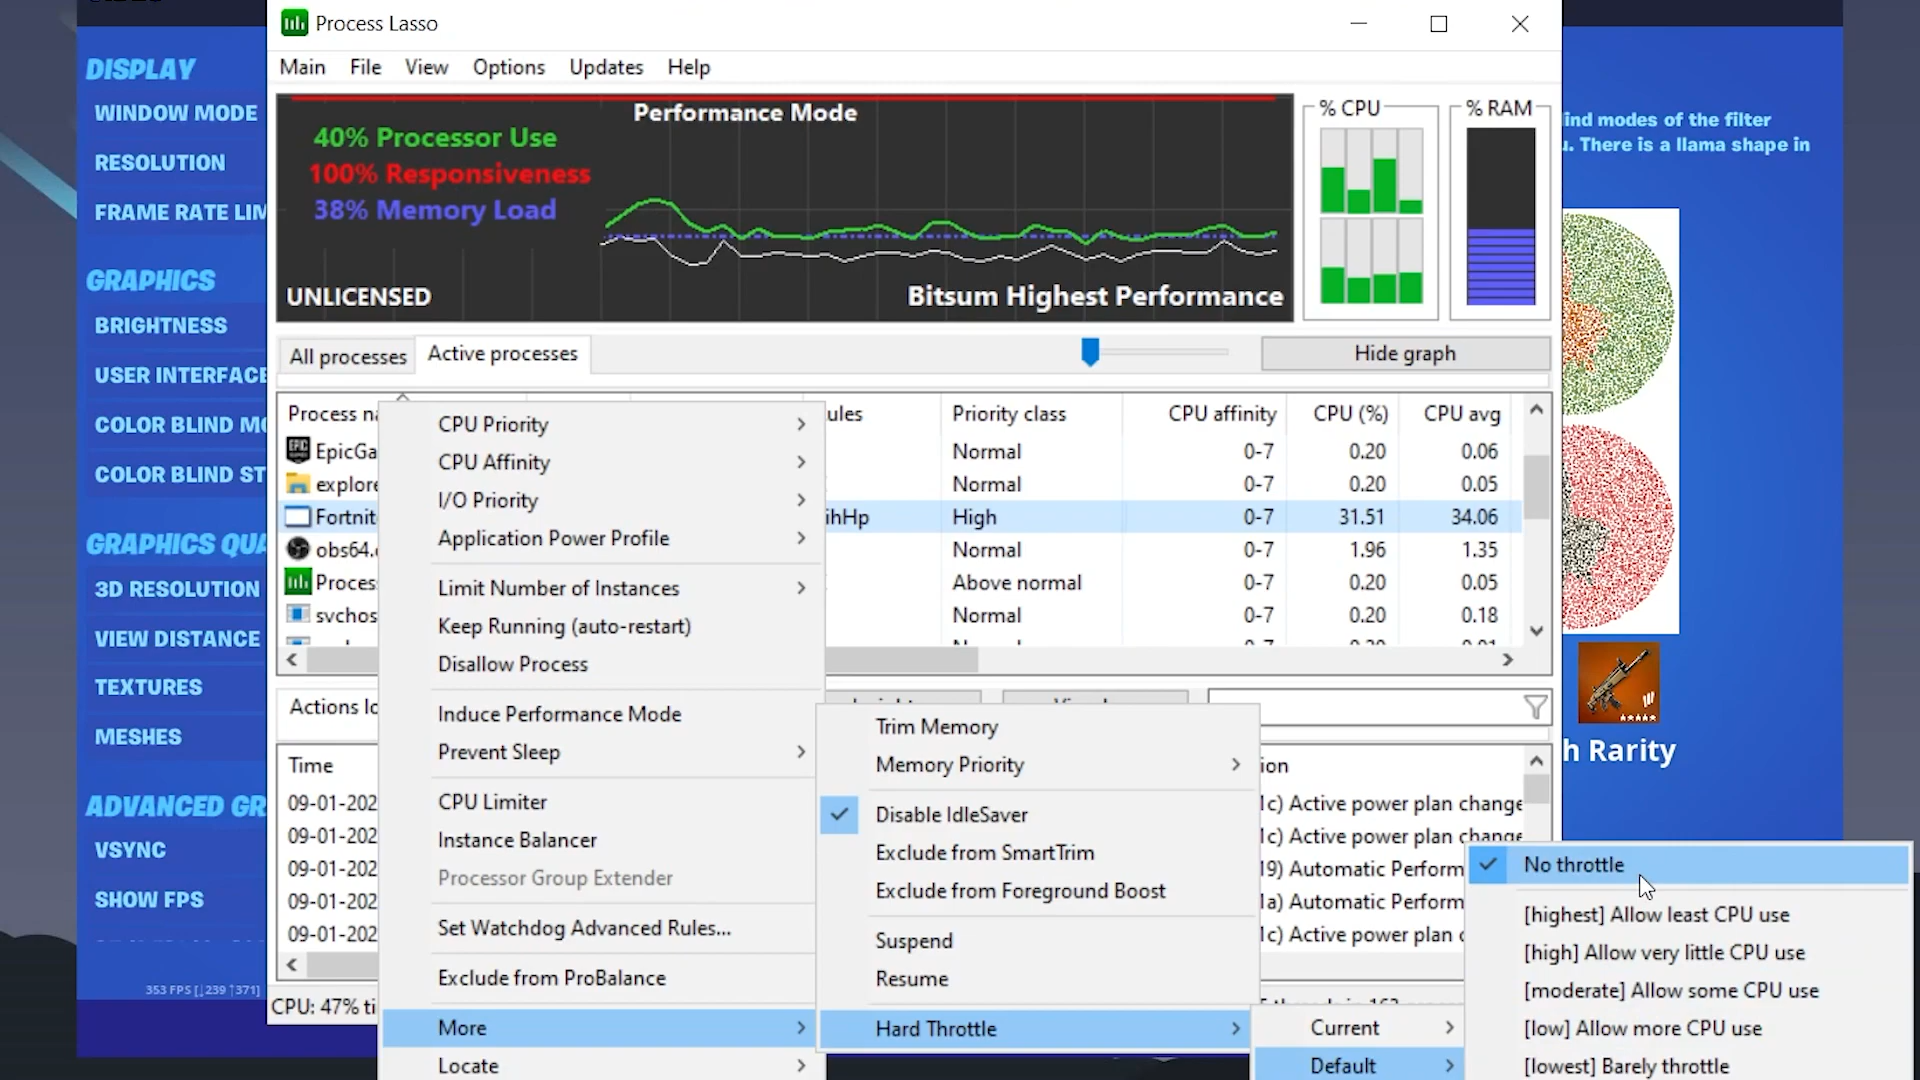 Process Lasso
Main File View Options Updates Help
DISPLAY
WINDOW MODE
RESOLUTION
FRAME RATE LIM
GRAPHICS
BRIGHTNESS
USER INTERFACE
COLOR BLIND MO
COLOR BLIND ST
GRAPHICS QUA
3D RESOLUTION
VIEW DISTANCE
TEXTURES
MESHES
ADVANCED GR
VSYNC
SHOW FPS
353 FPS [↓239 ↑371]
Performance Mode
40% Processor Use
100% Responsiveness
38% Memory Load
UNLICENSED
Bitsum Highest Performance
% CPU
% RAM
ind modes of the filter
u. There is a llama shape in
h Rarity
All processes Active processes
Hide graph
Process na ules Priority class CPU affinity CPU (%) CPU avg
EPIC EpicGa Normal 0-7 0.20 0.06
explore Normal 0-7 0.20 0.05
Fortnit ihHp High 0-7 31.51 34.06
obs64. Normal 0-7 1.96 1.35
Proces Above normal 0-7 0.20 0.05
svchos Normal 0-7 0.20 0.18
Actions lo
Time ion
09-01-202 1c) Active power plan change
09-01-202 1c) Active power plan change
09-01-202 19) Automatic Perform
09-01-202 1a) Automatic Perform
09-01-202 1c) Active power plan c
CPU: 47% ti
CPU Priority
CPU Affinity
I/O Priority
Application Power Profile
Limit Number of Instances
Keep Running (auto-restart)
Disallow Process
Induce Performance Mode
Prevent Sleep
CPU Limiter
Instance Balancer
Processor Group Extender
Set Watchdog Advanced Rules...
Exclude from ProBalance
More
Locate
Trim Memory
Memory Priority
Disable IdleSaver
Exclude from SmartTrim
Exclude from Foreground Boost
Suspend
Resume
Hard Throttle
Current
Default
No throttle
[highest] Allow least CPU use
[high] Allow very little CPU use
[moderate] Allow some CPU use
[low] Allow more CPU use
[lowest] Barely throttle